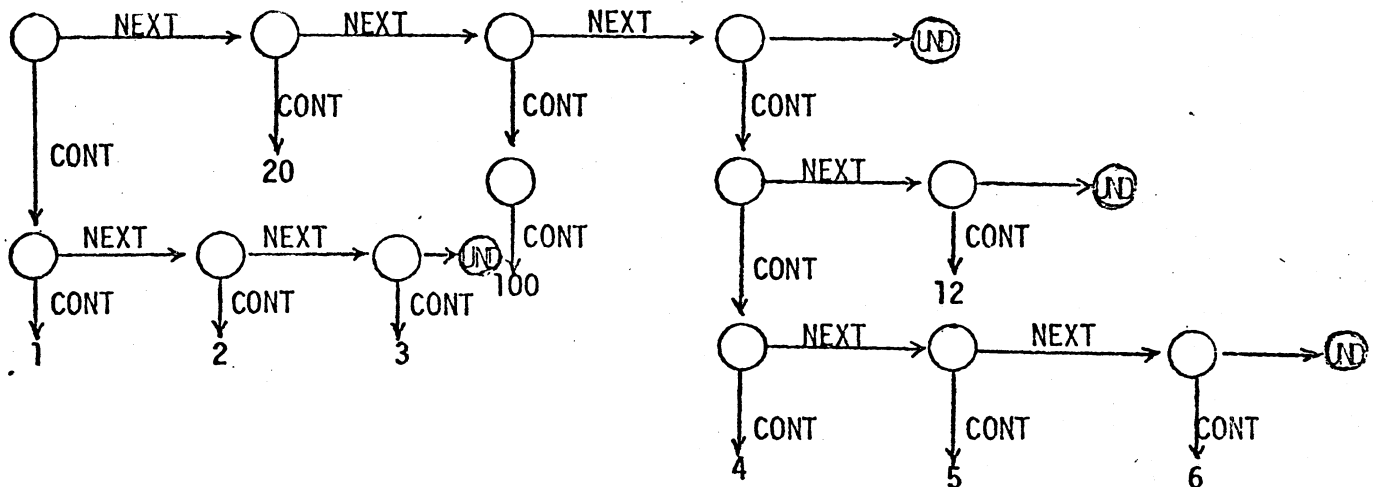 NEXT NEXT NEXT UND
CONT CONT CONT CONT
20
NEXT UND
NEXT NEXT UND CONT CONT CONT
100 12
CONT CONT CONT
1 2 3
NEXT NEXT UND
CONT CONT CONT
4 5 6